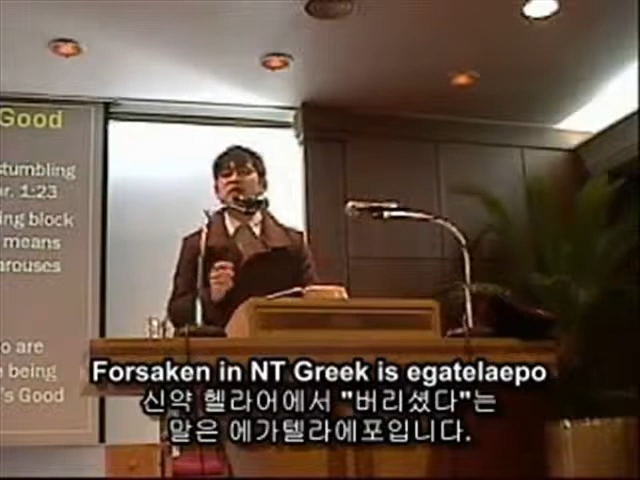 Good
stumbling
r. 1:23
ing block
means
arouses
o are
being
's Good
Forsaken in NT Greek is egatelaepo
신약 헬라어에서 "버리셨다"는
말은 에가텔라에포입니다.